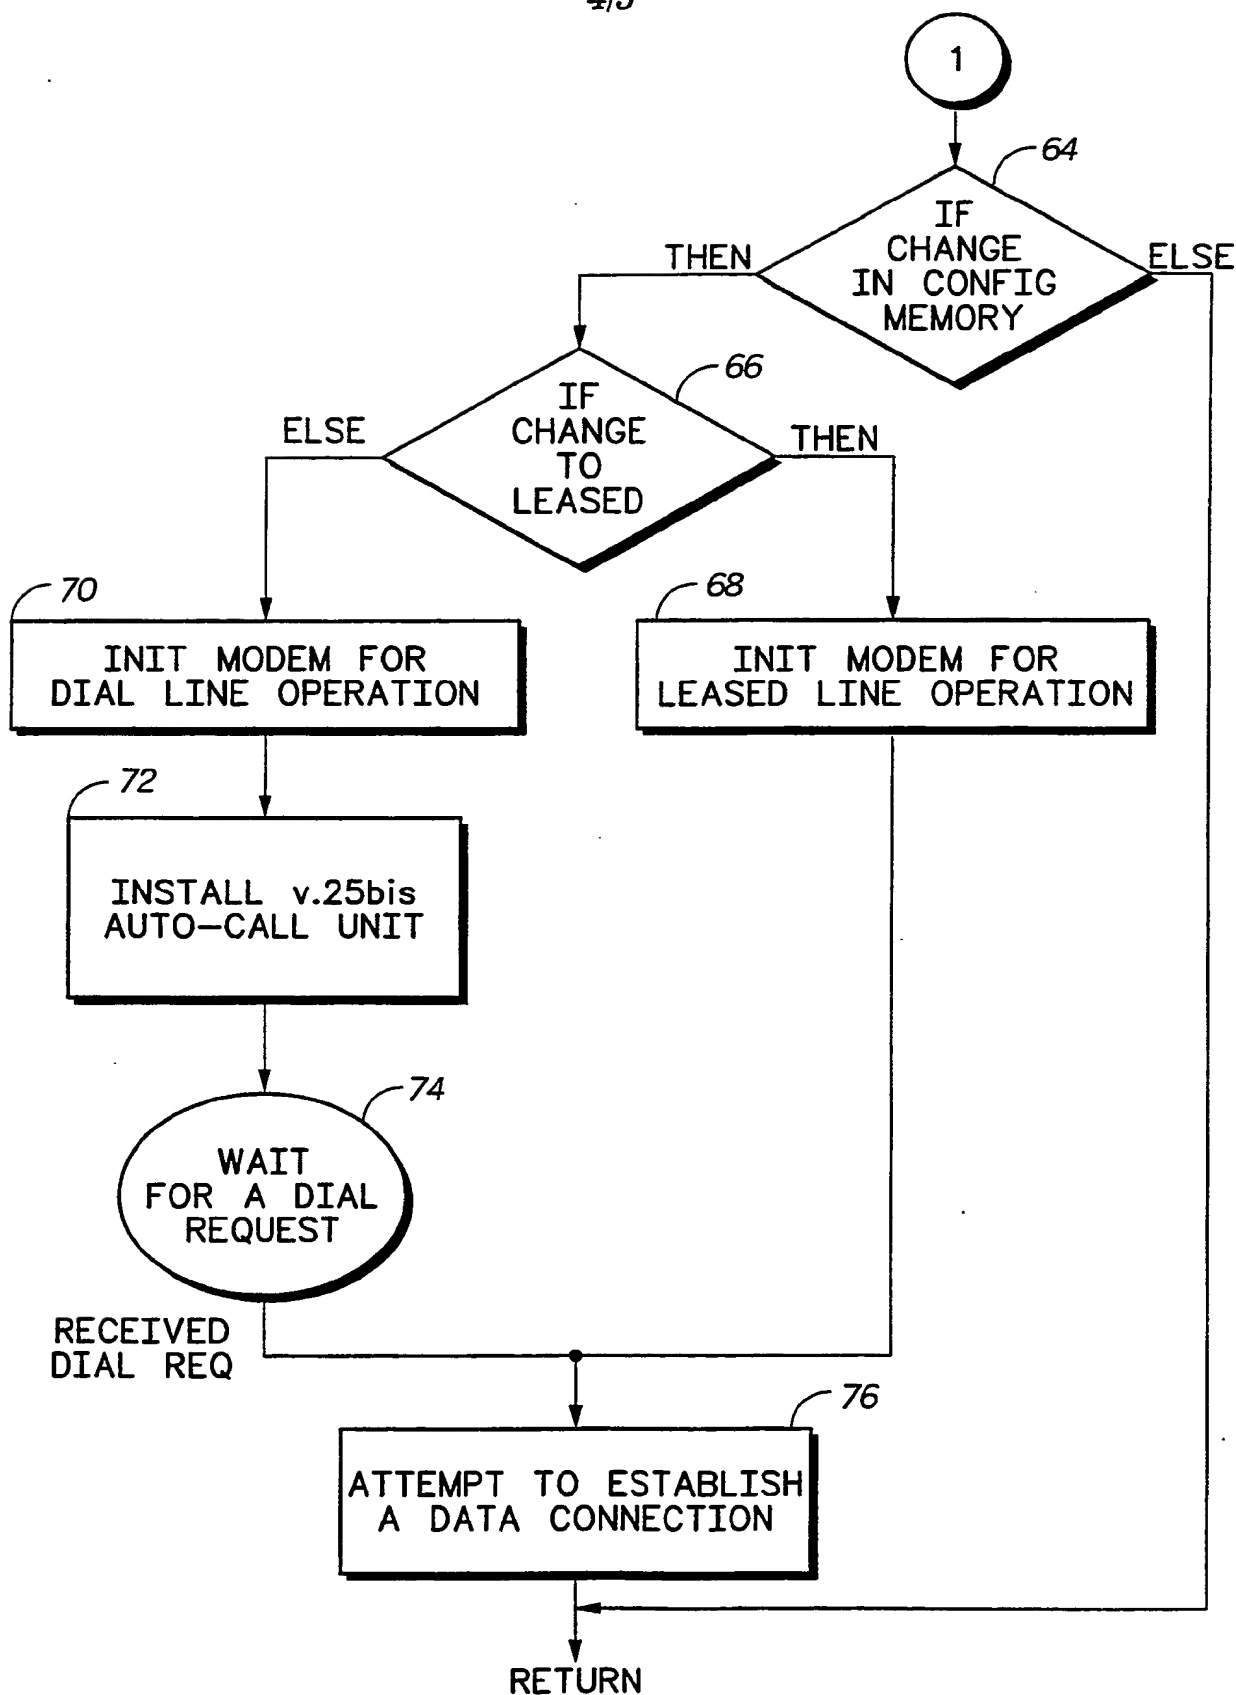 4/5
1
64
IF
CHANGE
IN CONFIG
MEMORY
THEN
ELSE
66
IF
CHANGE
TO
LEASED
ELSE
THEN
70
INIT MODEM FOR
DIAL LINE OPERATION
68
INIT MODEM FOR
LEASED LINE OPERATION
72
INSTALL v.25bis
AUTO-CALL UNIT
74
WAIT
FOR A DIAL
REQUEST
RECEIVED
DIAL REQ
76
ATTEMPT TO ESTABLISH
A DATA CONNECTION
RETURN